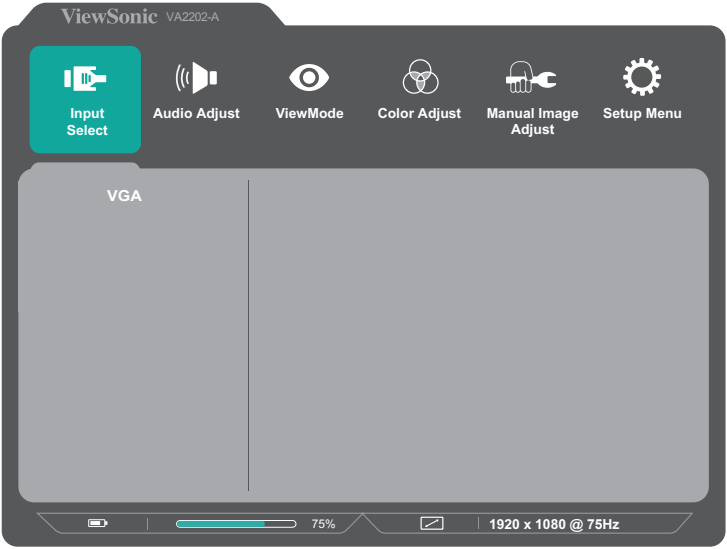 ViewSonic VA2202-A
Input
Select
Audio Adjust
ViewMode
Color Adjust
Manual Image
Adjust
Setup Menu
VGA
75%
1920 x 1080 @ 75Hz